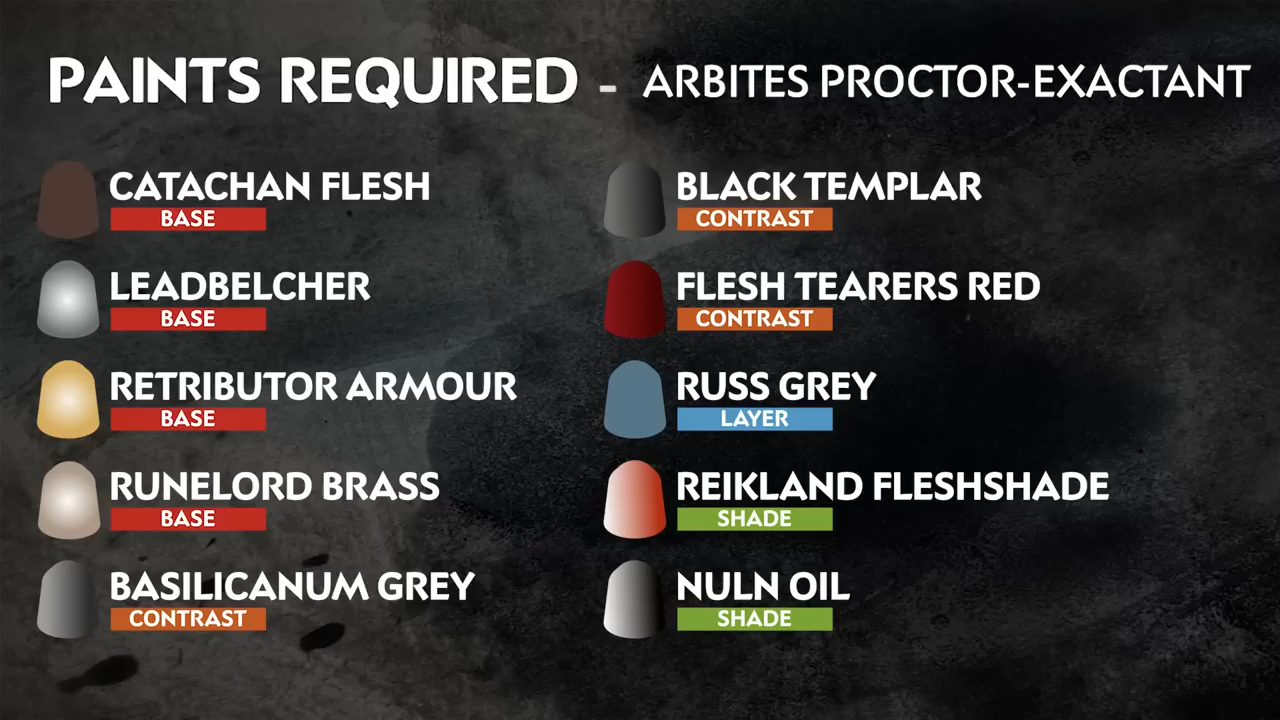 PAINTS REQUIRED - ARBITES PROCTOR-EXACTANT
CATACHAN FLESH
BASE
LEADBELCHER
BASE
RETRIBUTOR ARMOUR
BASE
RUNELORD BRASS
BASE
BASILICANUM GREY
CONTRAST
BLACK TEMPLAR
CONTRAST
FLESH TEARERS RED
CONTRAST
RUSS GREY
LAYER
REIKLAND FLESHSHADE
SHADE
NULN OIL
SHADE